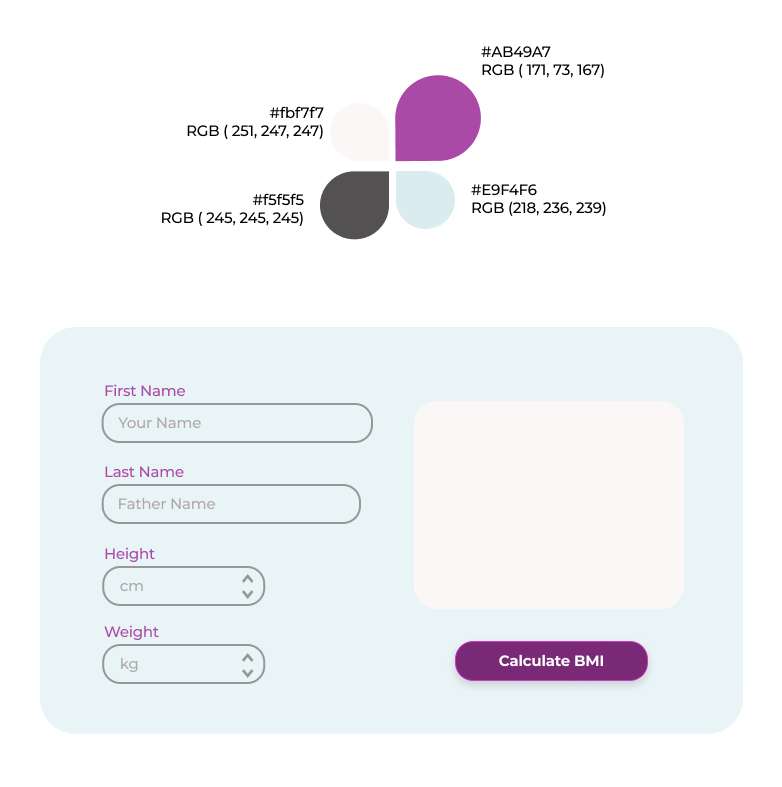 #AB49A7
RGB ( 171, 73, 167)
#fbf7f7
RGB ( 251, 247, 247)
#f5f5f5
RGB ( 245, 245, 245)
#E9F4F6
RGB (218, 236, 239)
First Name
Your Name
Last Name
Father Name
Height
cm
Weight
kg
Calculate BMI